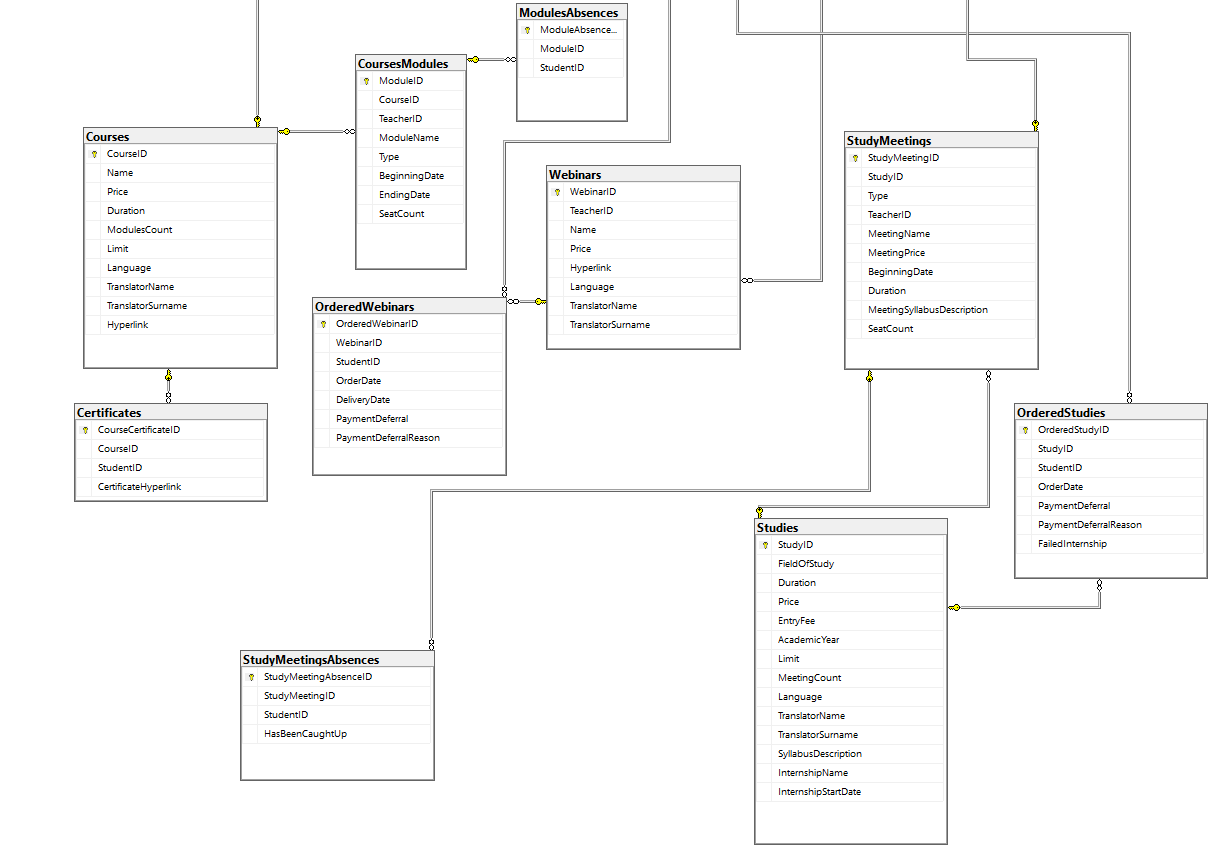 ModulesAbsences
ModuleAbsence...
ModuleID
StudentID
CoursesModules
ModuleID
CourseID
TeacherID
ModuleName
Type
BeginningDate
EndingDate
SeatCount
Courses
CourseID
Name
Price
Duration
ModulesCount
Limit
Language
TranslatorName
TranslatorSurname
Hyperlink
Webinars
WebinarID
TeacherID
Name
Price
Hyperlink
Language
TranslatorName
TranslatorSurname
StudyMeetings
StudyMeetingID
StudyID
Type
TeacherID
MeetingName
MeetingPrice
BeginningDate
Duration
MeetingSyllabusDescription
SeatCount
OrderedWebinars
OrderedWebinarID
WebinarID
StudentID
OrderDate
DeliveryDate
PaymentDeferral
PaymentDeferralReason
Certificates
CourseCertificateID
CourseID
StudentID
CertificateHyperlink
OrderedStudies
OrderedStudyID
StudyID
StudentID
OrderDate
PaymentDeferral
PaymentDeferralReason
FailedInternship
Studies
StudyID
FieldOfStudy
Duration
Price
EntryFee
AcademicYear
Limit
MeetingCount
Language
TranslatorName
TranslatorSurname
SyllabusDescription
InternshipName
InternshipStartDate
StudyMeetingsAbsences
StudyMeetingAbsenceID
StudyMeetingID
StudentID
HasBeenCaughtUp